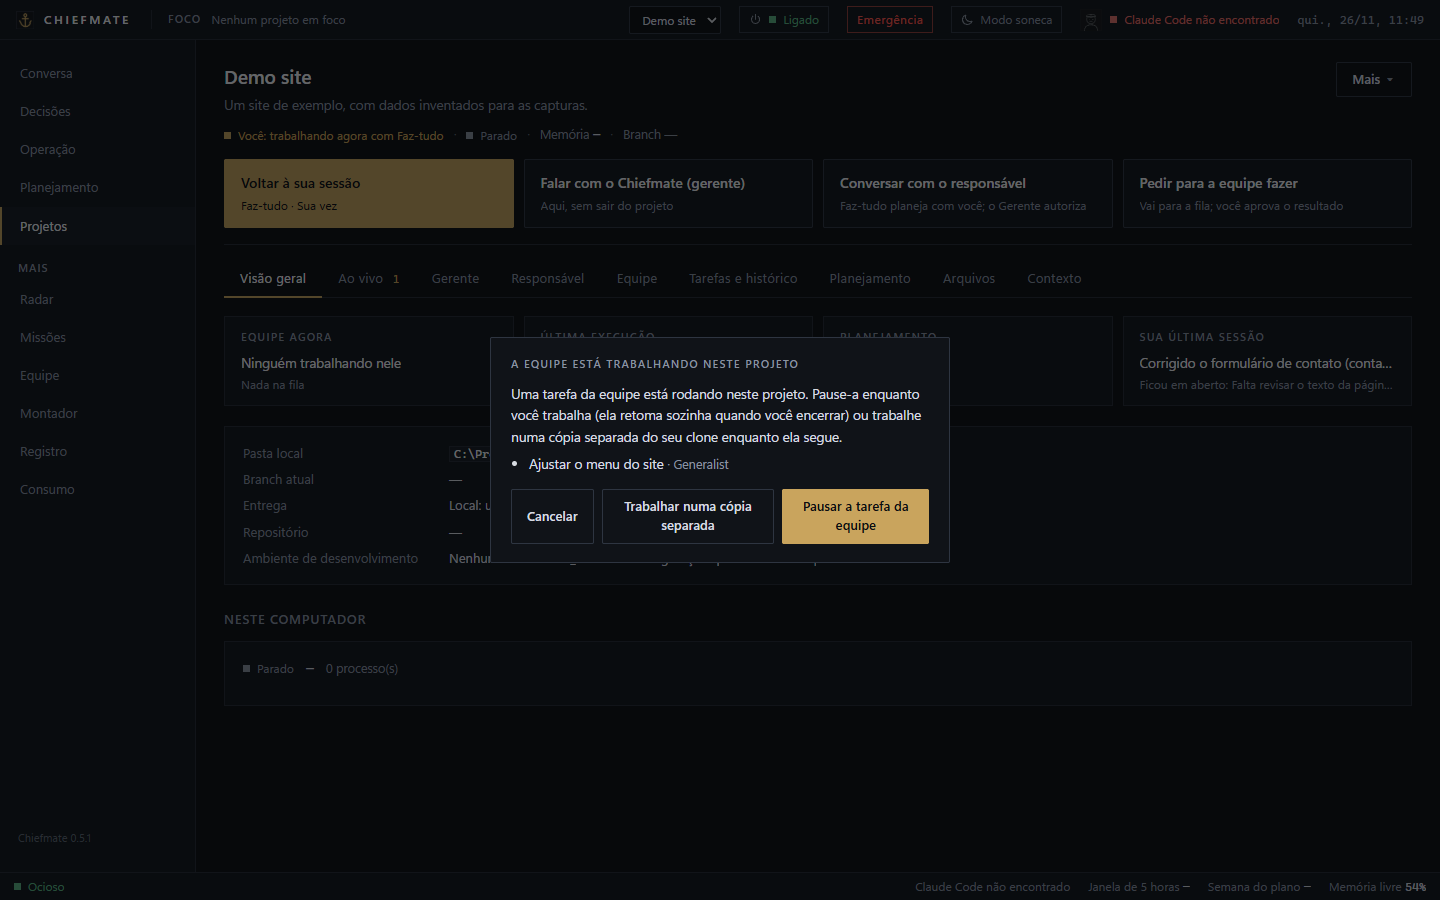 CHIEFMATE
FOCO Nenhum projeto em foco
Demo site
Ligado
Emergência
Modo soneca
Claude Code não encontrado
qui., 26/11, 11:49
Conversa
Decisões
Operação
Planejamento
Projetos
MAIS
Radar
Missões
Equipe
Montador
Registro
Consumo
Chiefmate 0.5.1
Demo site
Mais
Um site de exemplo, com dados inventados para as capturas.
Você: trabalhando agora com Faz-tudo · Parado · Memória — · Branch —
Voltar à sua sessão
Faz-tudo · Sua vez
Falar com o Chiefmate (gerente)
Aqui, sem sair do projeto
Conversar com o responsável
Faz-tudo planeja com você; o Gerente autoriza
Pedir para a equipe fazer
Vai para a fila; você aprova o resultado
Visão geral
Ao vivo 1
Gerente
Responsável
Equipe
Tarefas e histórico
Planejamento
Arquivos
Contexto
EQUIPE AGORA
Ninguém trabalhando nele
Nada na fila
ÚLTIMA EXECUÇÃO
PLANEJAMENTO
SUA ÚLTIMA SESSÃO
Corrigido o formulário de contato (conta...
Ficou em aberto: Falta revisar o texto da págin...
A EQUIPE ESTÁ TRABALHANDO NESTE PROJETO
Uma tarefa da equipe está rodando neste projeto. Pause-a enquanto
você trabalha (ela retoma sozinha quando você encerrar) ou trabalhe
numa cópia separada do seu clone enquanto ela segue.
• Ajustar o menu do site · Generalist
Cancelar
Trabalhar numa cópia
separada
Pausar a tarefa da
equipe
Pasta local C:\Pr
Branch atual —
Entrega Local: u
Repositório —
Ambiente de desenvolvimento Nenhur
NESTE COMPUTADOR
Parado — 0 processo(s)
Ocioso
Claude Code não encontrado
Janela de 5 horas —
Semana do plano —
Memória livre 54%